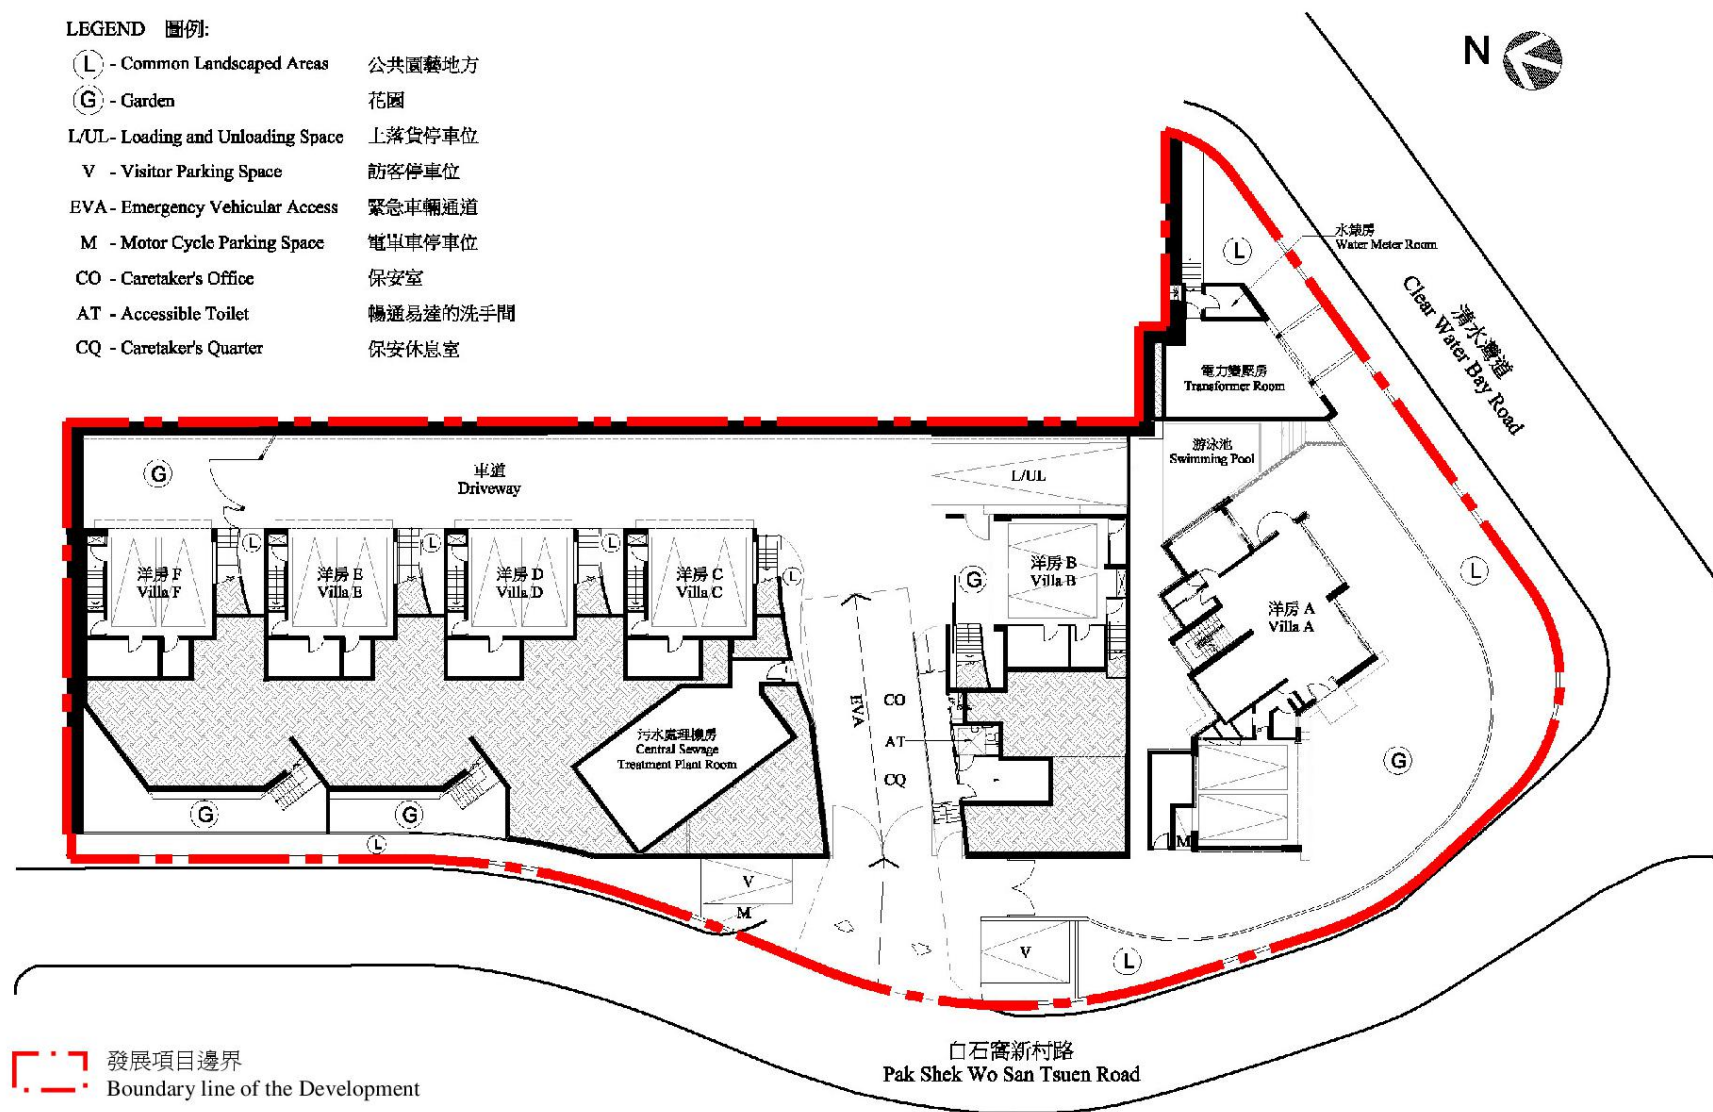 LEGEND 圖例:
L - Common Landscaped Areas 公共園藝地方
G - Garden 花園
L/UL- Loading and Unloading Space 上落貨停車位
V - Visitor Parking Space 訪客停車位
EVA - Emergency Vehicular Access 緊急車輛通道
M - Motor Cycle Parking Space 電單車停車位
CO - Caretaker's Office 保安室
AT - Accessible Toilet 暢通易達的洗手間
CQ - Caretaker's Quarter 保安休息室
N
L
水錶房
Water Meter Room
清水灣道
Clear Water Bay Road
電力變壓房
Transformer Room
游泳池
Swimming Pool
G
車道
Driveway
L/UL
洋房 F
Villa F
L
洋房 E
Villa E
L
洋房 D
Villa D
L
洋房 C
Villa C
L
G
洋房 B
Villa B
洋房 A
Villa A
L
EVA
CO
AT
CQ
污水處理機房
Central Sewage
Treatment Plant Room
G
G
G
L
M
V
M
V
L
白石窩新村路
Pak Shek Wo San Tsuen Road
發展項目邊界
Boundary line of the Development